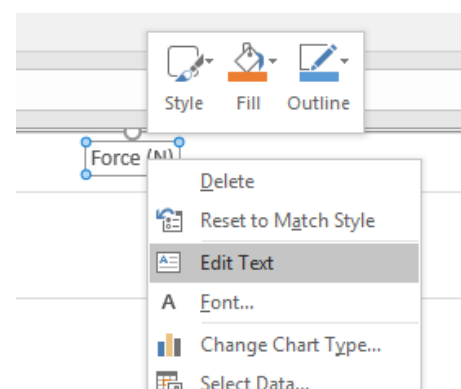 Style Fill Outline
Force (N)
Delete
Reset to Match Style
Edit Text
A Font...
Change Chart Type...
Select Data...